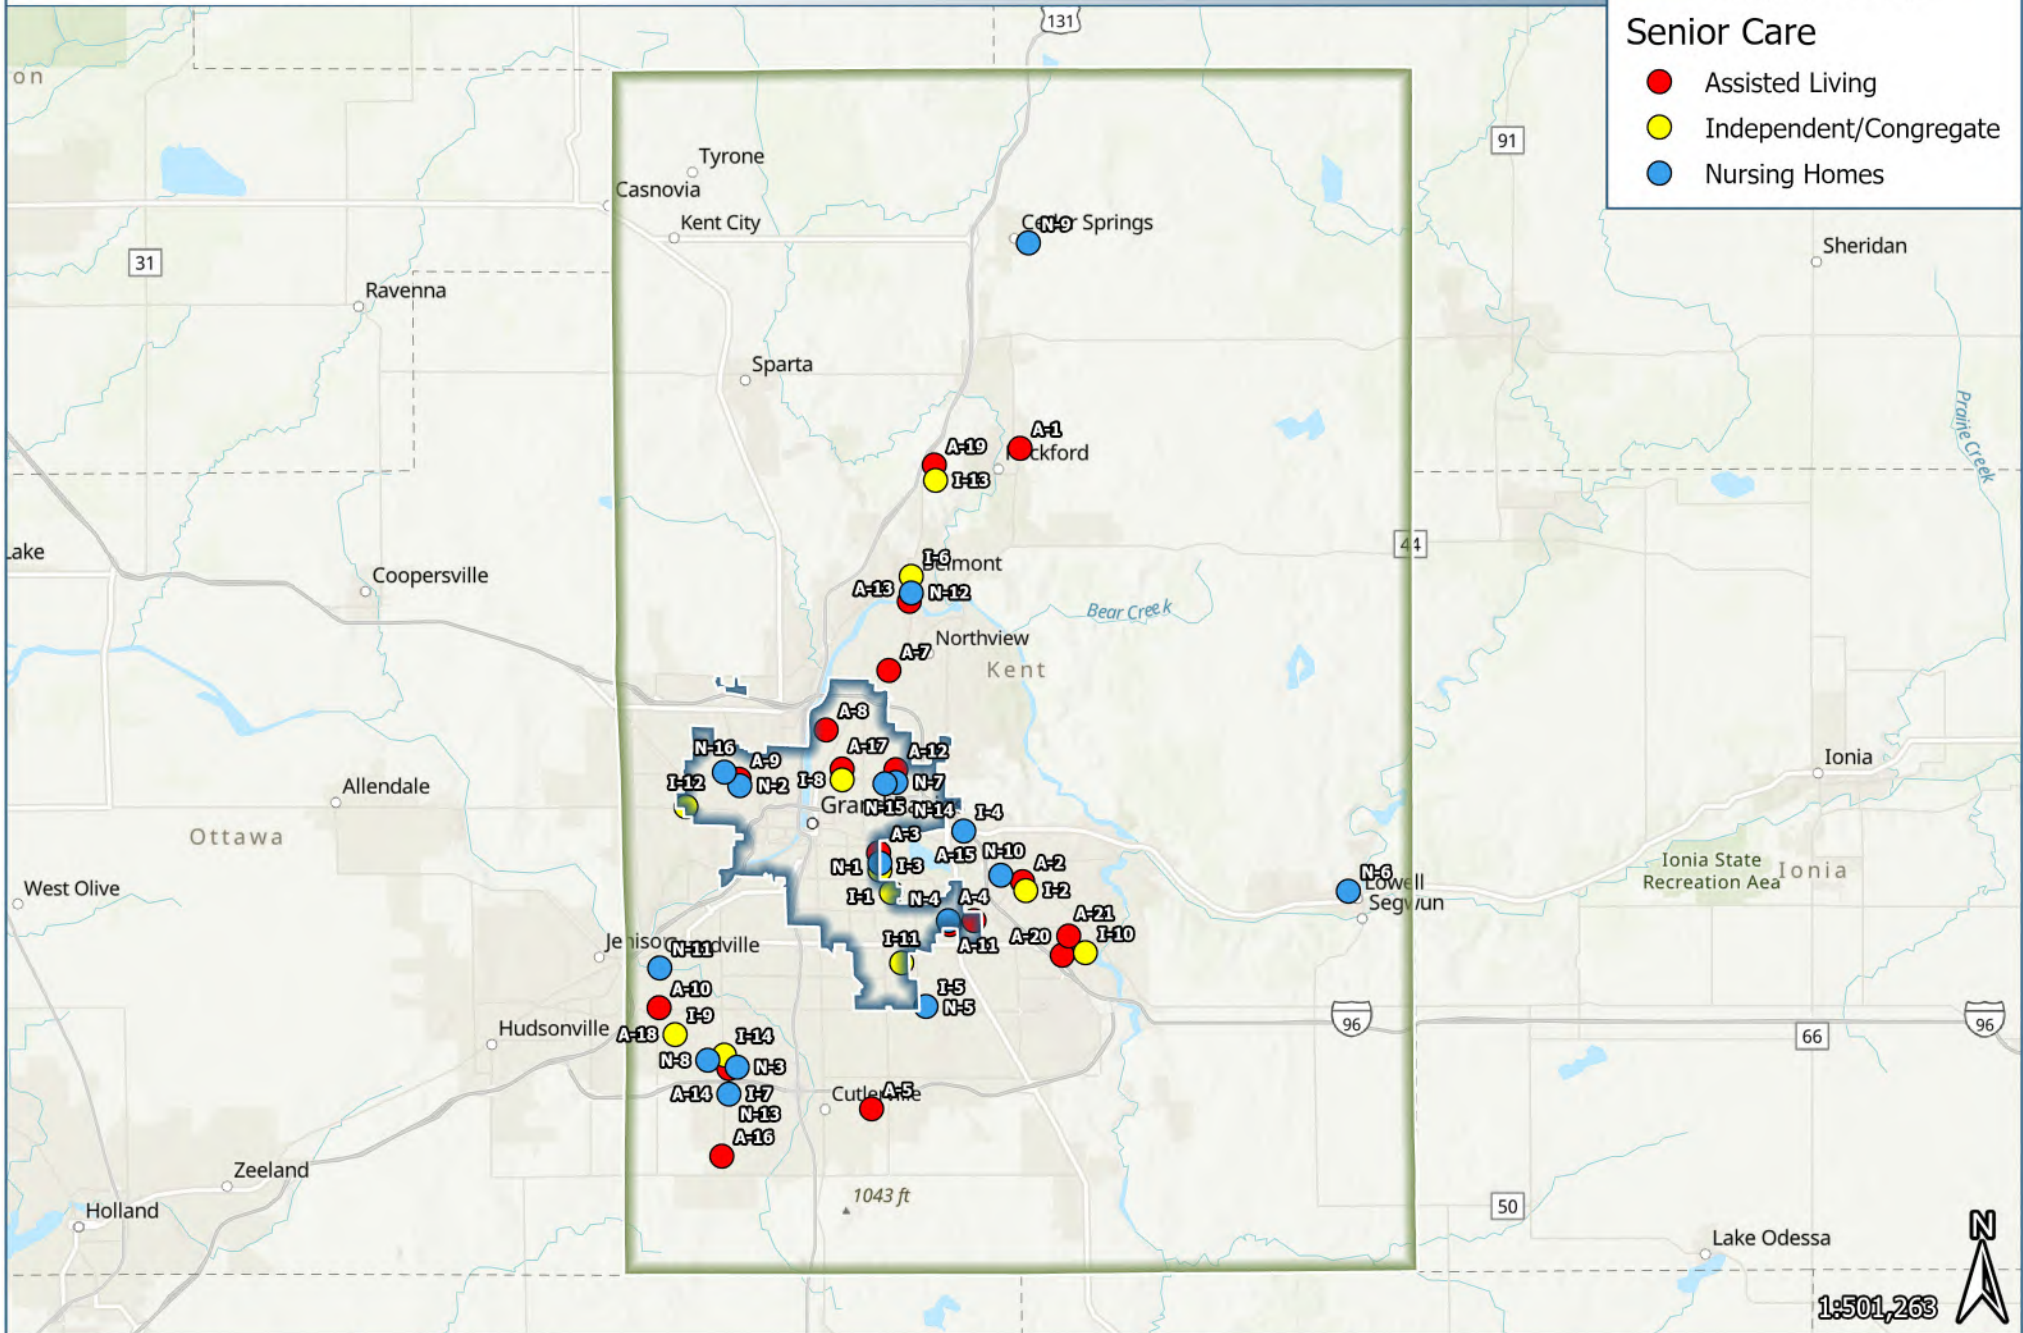 131
Senior Care
Assisted Living
Independent/Congregate
Nursing Homes
on
91
Tyrone
Casnovia
Kent City
N-9
Springs
Sheridan
31
Ravenna
Sparta
A-1
A-19
I-13
Prairie Creek
44
Lake
Coopersville
I-6
A-13
N-12
Bear Creek
Northview
A-7
Kent
A-8
N-16
A-9
A-17
A-12
I-12
N-2
I-8
N-7
Ionia
Allendale
N-15
N-14
I-4
Ottawa
A-3
A-15
N-10
N-1
I-3
A-2
I-2
I-1
N-4
A-4
Ionia State
Recreation Aea
Ionia
N-6
Lowell
Segwun
West Olive
A-21
A-20
I-10
I-11
A-11
N-11
A-10
I-5
N-5
I-9
A-18
Hudsonville
96
96
66
I-14
N-8
N-3
A-14
I-7
N-13
A-5
A-16
Zeeland
1043 ft
50
Holland
Lake Odessa
N
1:501,263